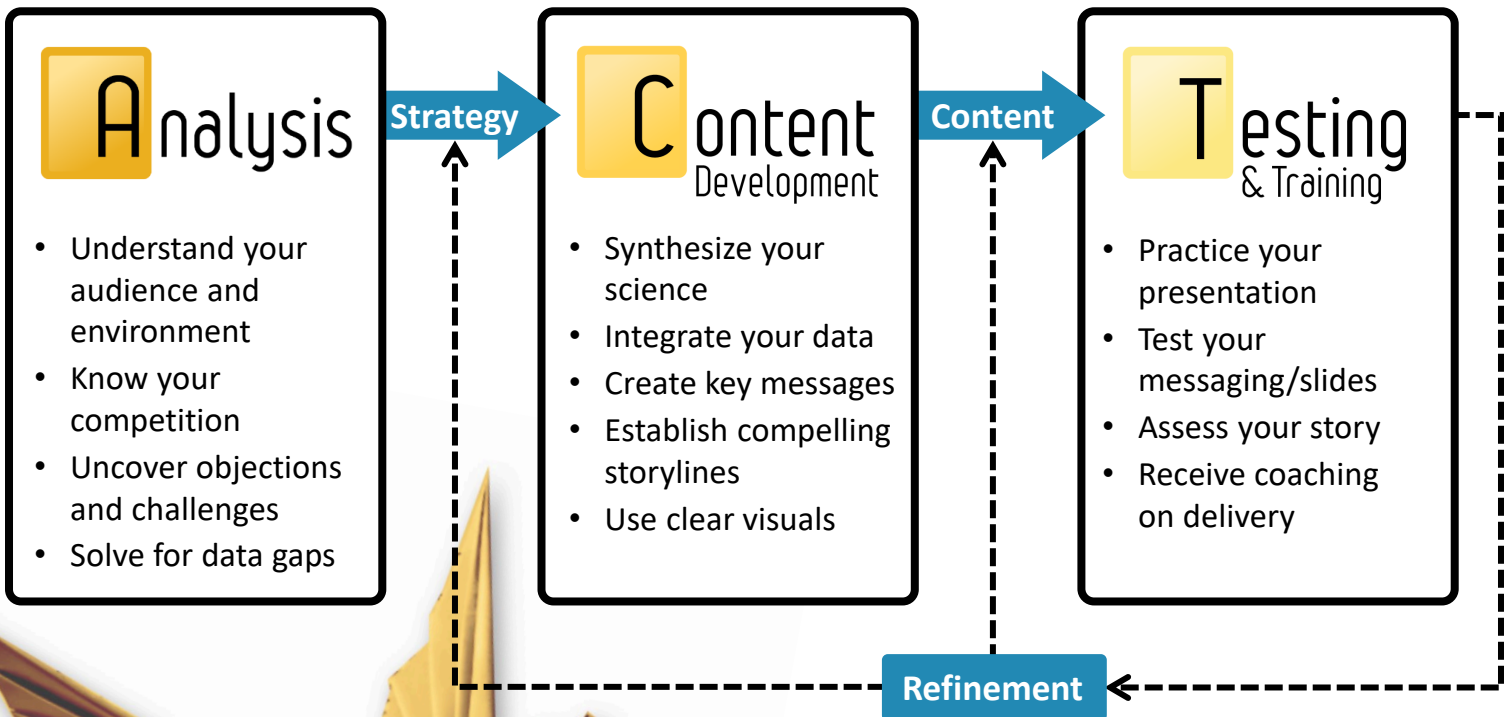 Analysis
• Understand your
audience and
environment
• Know your
competition
• Uncover objections
and challenges
• Solve for data gaps
Strategy
Content
Development
• Synthesize your
science
• Integrate your data
• Create key messages
• Establish compelling
storylines
• Use clear visuals
Content
Testing
& Training
• Practice your
presentation
• Test your
messaging/slides
• Assess your story
• Receive coaching
on delivery
Refinement